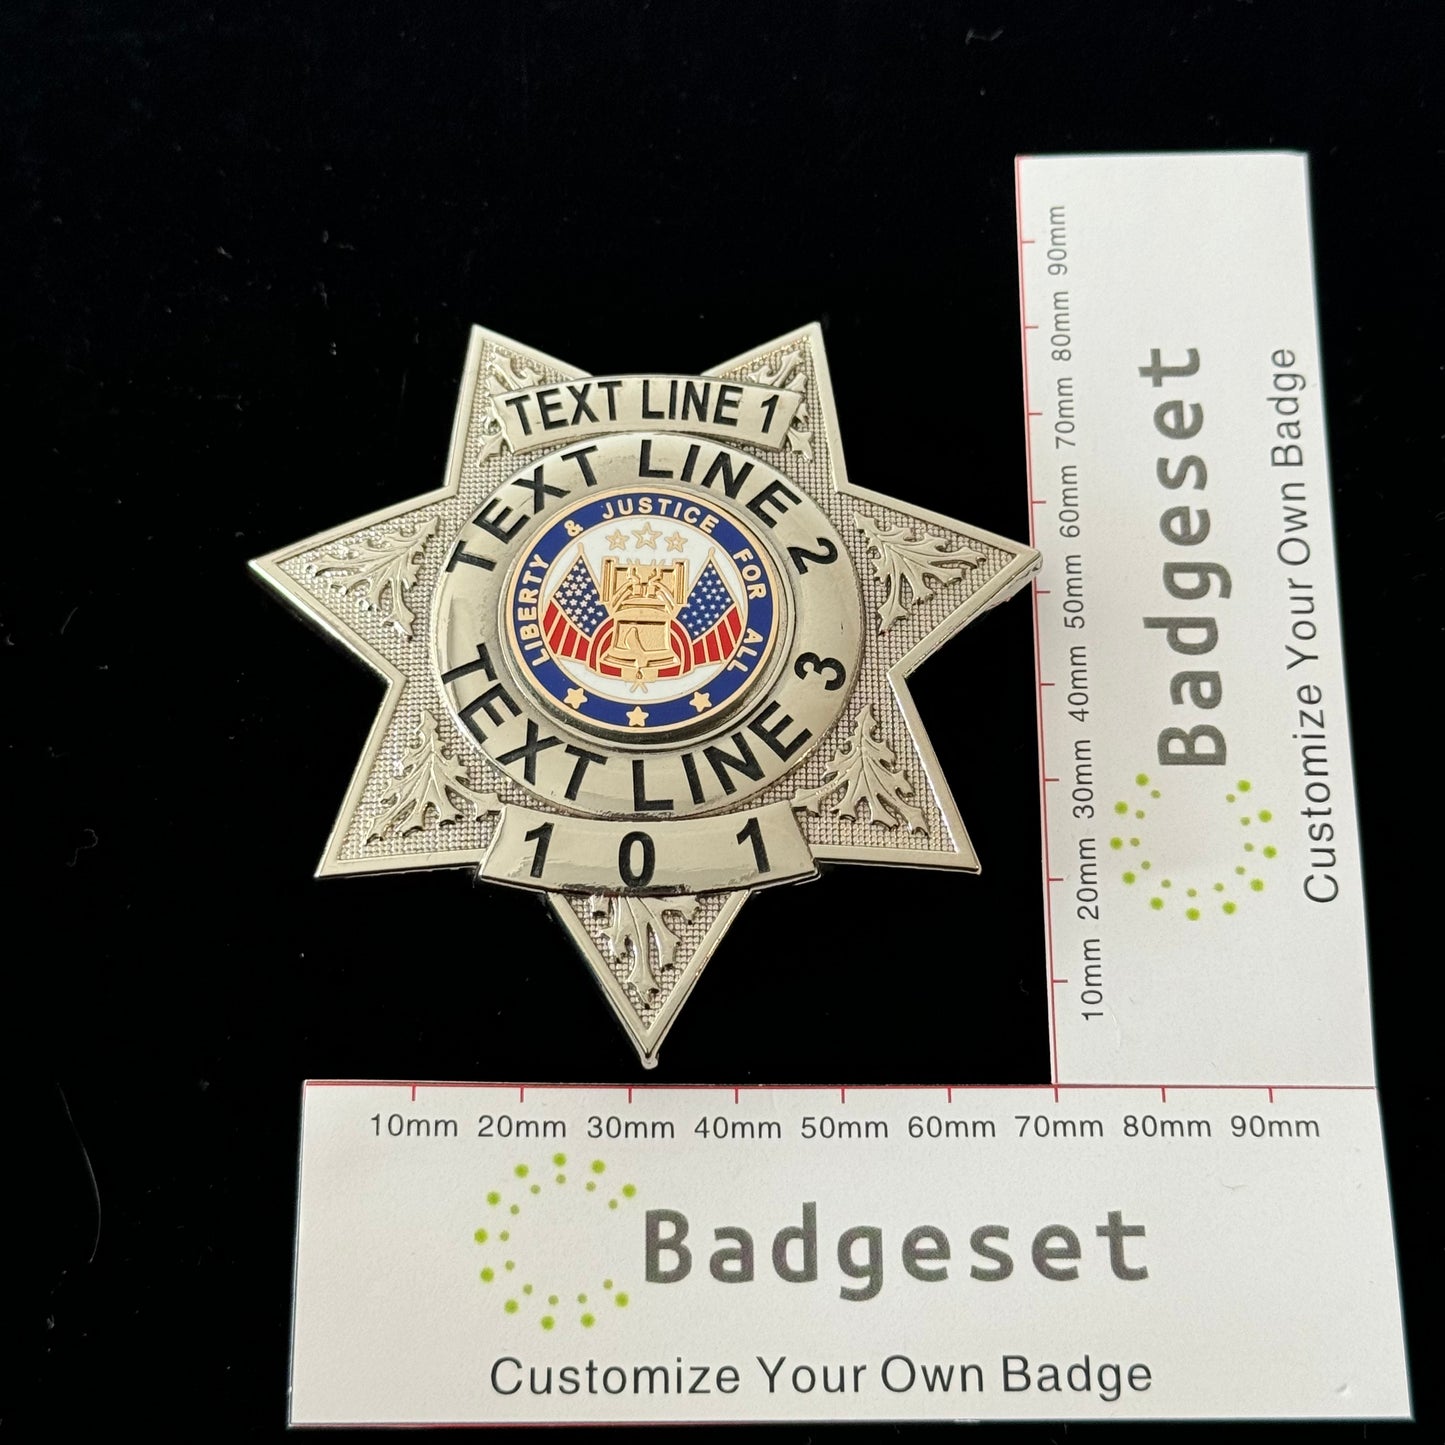 TEXT LINE 1
TEXT LINE 2
LIBERTY & JUSTICE FOR ALL
TEXT LINE 3
1 0 1
10mm 20mm 30mm 40mm 50mm 60mm 70mm 80mm 90mm
Badgeset
Customize Your Own Badge
10mm 20mm 30mm 40mm 50mm 60mm 70mm 80mm 90mm
Badgeset
Customize Your Own Badge